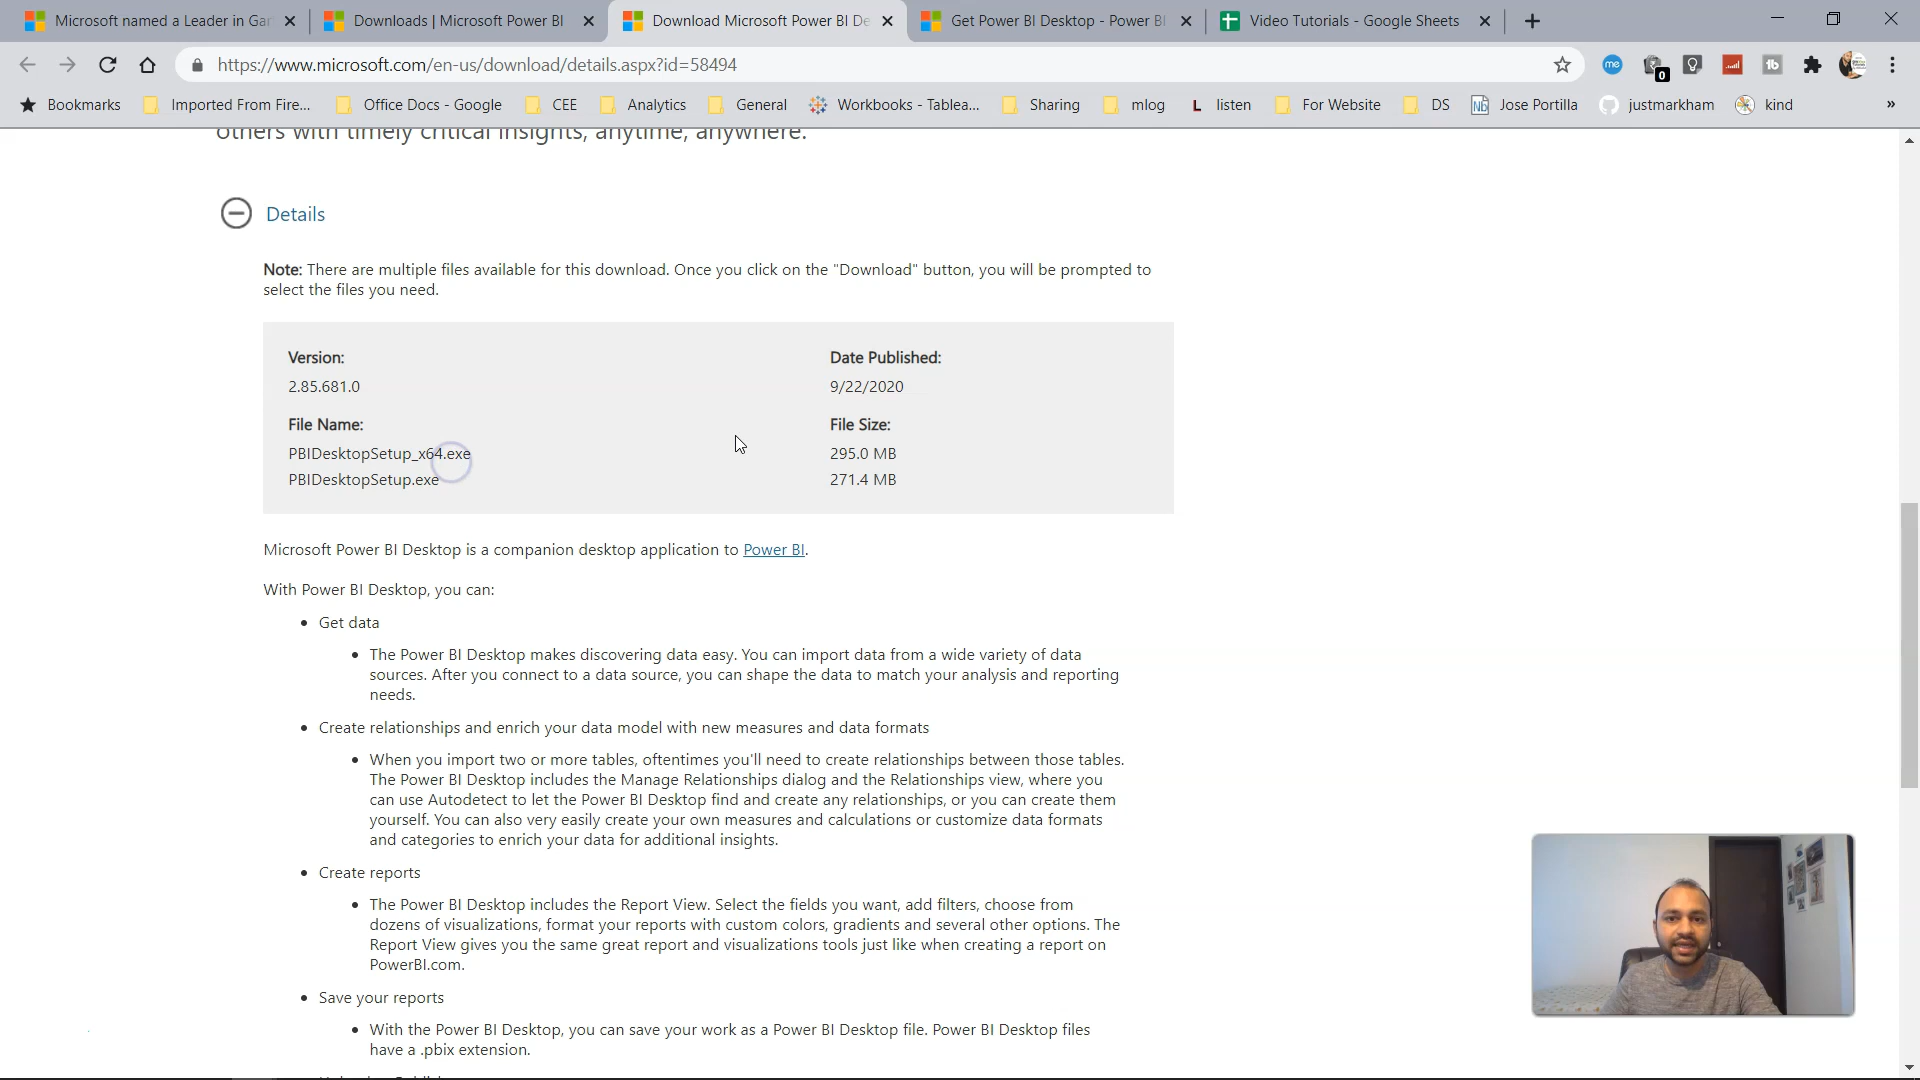 Microsoft named a Leader in Gar
Downloads | Microsoft Power BI
Download Microsoft Power BI De
Get Power BI Desktop - Power BI
Video Tutorials - Google Sheets
https://www.microsoft.com/en-us/download/details.aspx?id=58494
me
0
tb
Bookmarks
Imported From Fire...
Office Docs - Google
CEE
Analytics
General
Workbooks - Tablea...
Sharing
mlog
L listen
For Website
DS
Nb Jose Portilla
justmarkham
kind
»
others with timely critical insights, anytime, anywhere.
Details
Note: There are multiple files available for this download. Once you click on the "Download" button, you will be prompted to
select the files you need.
Version:
2.85.681.0
Date Published:
9/22/2020
File Name:
PBIDesktopSetup_x64.exe
PBIDesktopSetup.exe
File Size:
295.0 MB
271.4 MB
Microsoft Power BI Desktop is a companion desktop application to Power BI.
With Power BI Desktop, you can:
• Get data
• The Power BI Desktop makes discovering data easy. You can import data from a wide variety of data
sources. After you connect to a data source, you can shape the data to match your analysis and reporting
needs.
• Create relationships and enrich your data model with new measures and data formats
• When you import two or more tables, oftentimes you'll need to create relationships between those tables.
The Power BI Desktop includes the Manage Relationships dialog and the Relationships view, where you
can use Autodetect to let the Power BI Desktop find and create any relationships, or you can create them
yourself. You can also very easily create your own measures and calculations or customize data formats
and categories to enrich your data for additional insights.
• Create reports
• The Power BI Desktop includes the Report View. Select the fields you want, add filters, choose from
dozens of visualizations, format your reports with custom colors, gradients and several other options. The
Report View gives you the same great report and visualizations tools just like when creating a report on
PowerBI.com.
• Save your reports
• With the Power BI Desktop, you can save your work as a Power BI Desktop file. Power BI Desktop files
have a .pbix extension.